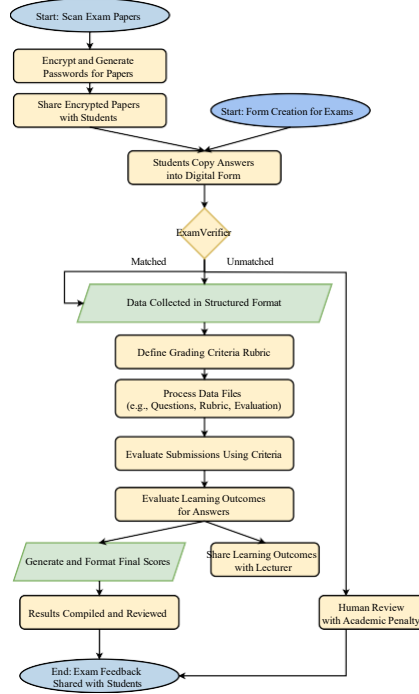 Start: Scan Exam Papers
Encrypt and Generate
Passwords for Papers
Share Encrypted Papers
with Students
Start: Form Creation for Exams
Students Copy Answers
into Digital Form
ExamVerifier
Matched
Unmatched
Data Collected in Structured Format
Define Grading Criteria Rubric
Process Data Files
(e.g., Questions, Rubric, Evaluation)
Evaluate Submissions Using Criteria
Evaluate Learning Outcomes
for Answers
Generate and Format Final Scores
Share Learning Outcomes
with Lecturer
Results Compiled and Reviewed
Human Review
with Academic Penalty
End: Exam Feedback
Shared with Students